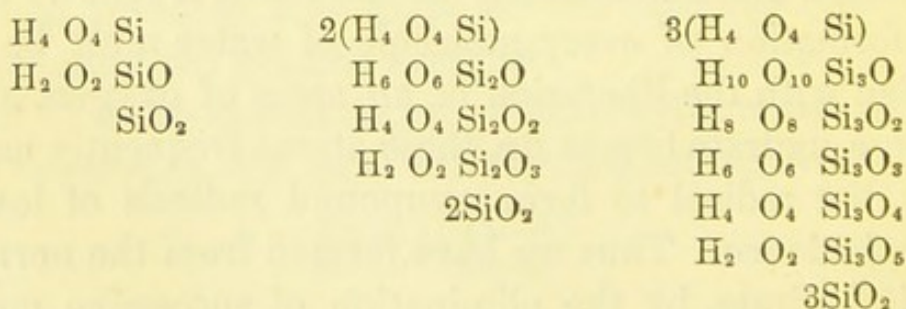 H₄ O₄ Si 2(H₄ O₄ Si) 3(H₄ O₄ Si)
H₂ O₂ SiO H₆ O₆ Si₂O H₁₀ O₁₀ Si₃O
SiO₂ H₄ O₄ Si₂O₂ H₈ O₈ Si₃O₂
H₂ O₂ Si₂O₃ H₆ O₆ Si₃O₃
2SiO₂ H₄ O₄ Si₃O₄
H₂ O₂ Si₃O₅
3SiO₂